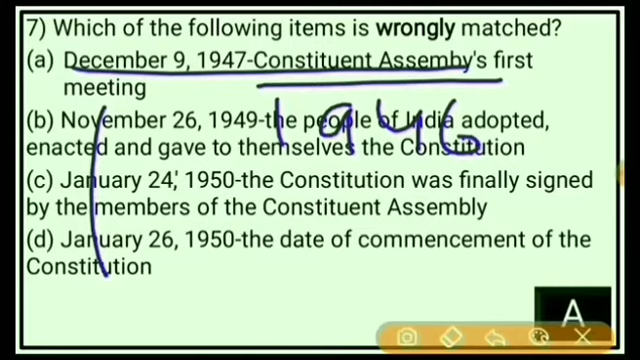 7) Which of the following items is wrongly matched?
(a) December 9, 1947-Constituent Assemby's first
meeting
1946
(b) November 26, 1949-the people of India adopted,
enacted and gave to themselves the Constitution
(c) January 24,' 1950-the Constitution was finally signed
by the members of the Constituent Assembly
(d) January 26, 1950-the date of commencement of the
Constitution
A